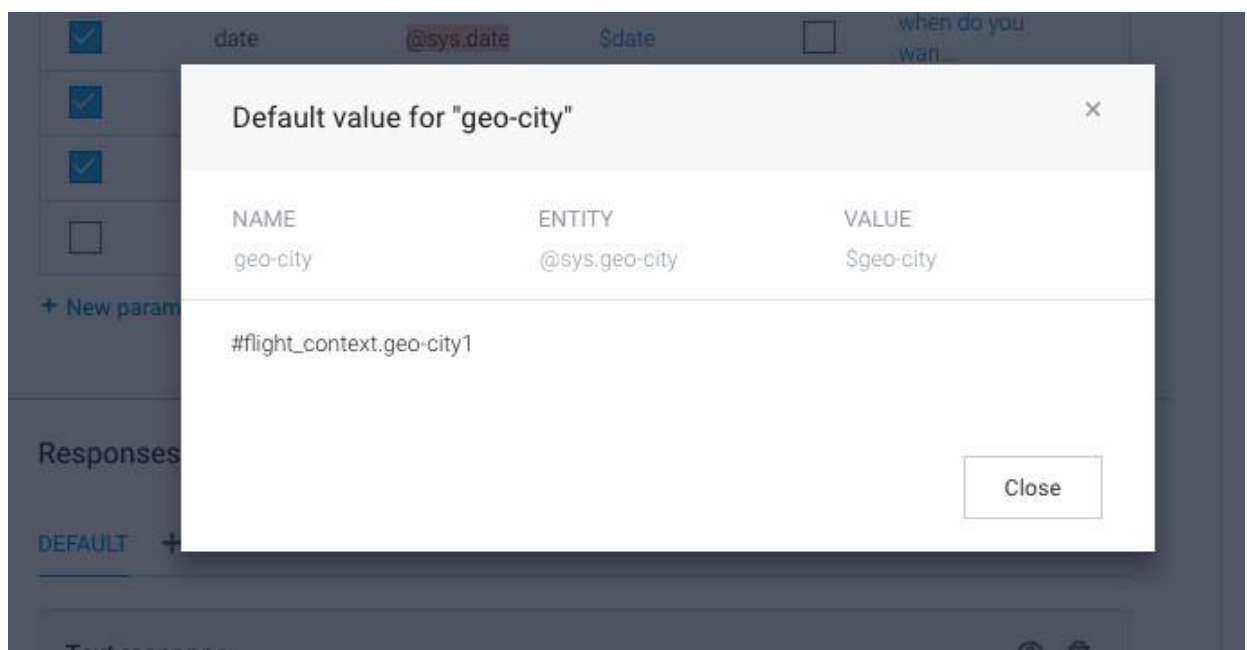 date @sys.date $date when do you
wan...
Default value for "geo-city" ×
NAME ENTITY VALUE
geo-city @sys.geo-city $geo-city
+ New param
#flight_context.geo-city1
Responses
Close
DEFAULT +